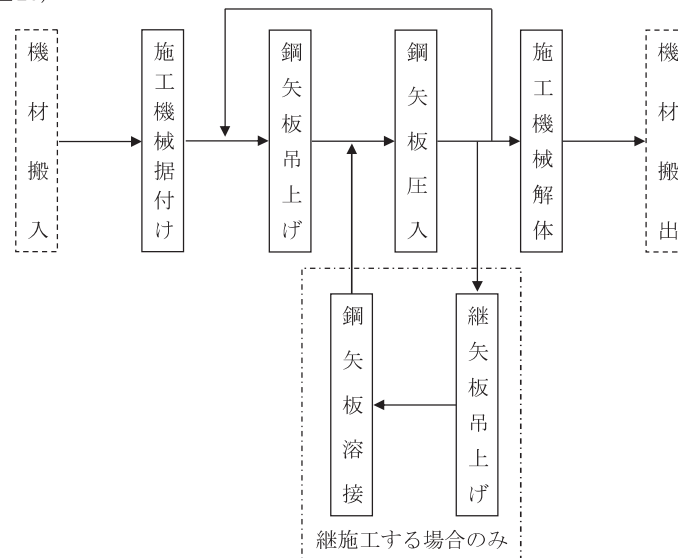 機材搬入
施工機械据付け
鋼矢板吊上げ
鋼矢板圧入
施工機械解体
機材搬出
鋼矢板溶接
継矢板吊上げ
継施工する場合のみ